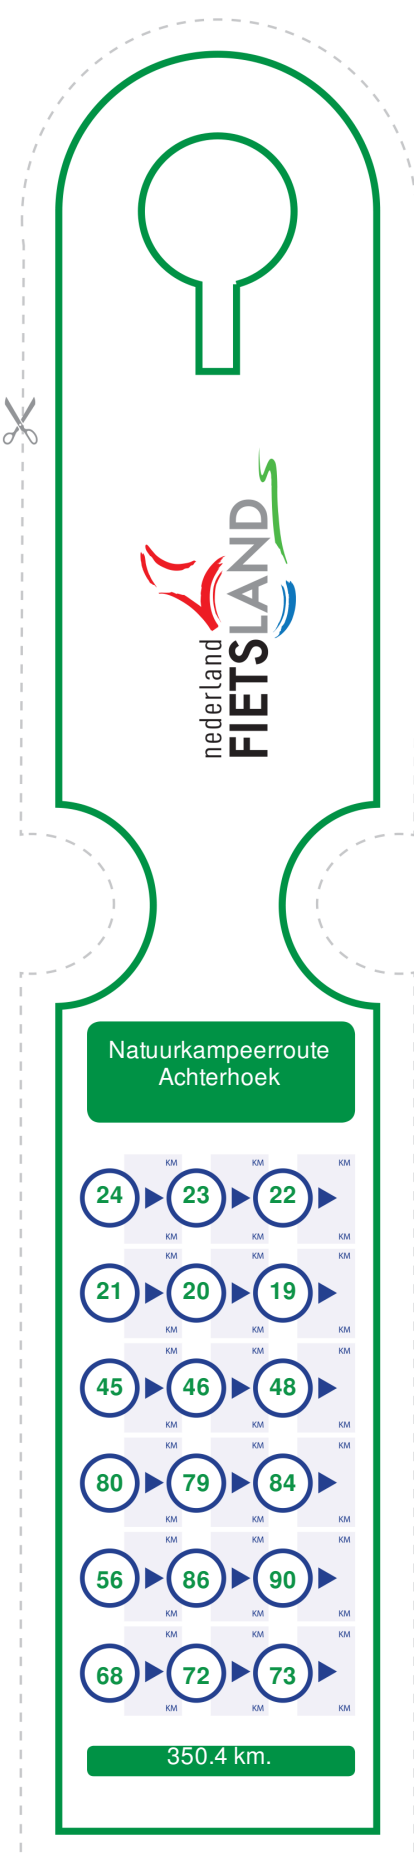 nederland
FIETSLAND
Natuurkampeerroute
Achterhoek
KM KM KM
24 23 22
KM KM KM
KM KM KM
21 20 19
KM KM KM
KM KM KM
45 46 48
KM KM KM
KM KM KM
80 79 84
KM KM KM
KM KM KM
56 86 90
KM KM KM
KM KM KM
68 72 73
KM KM KM
350.4 km.